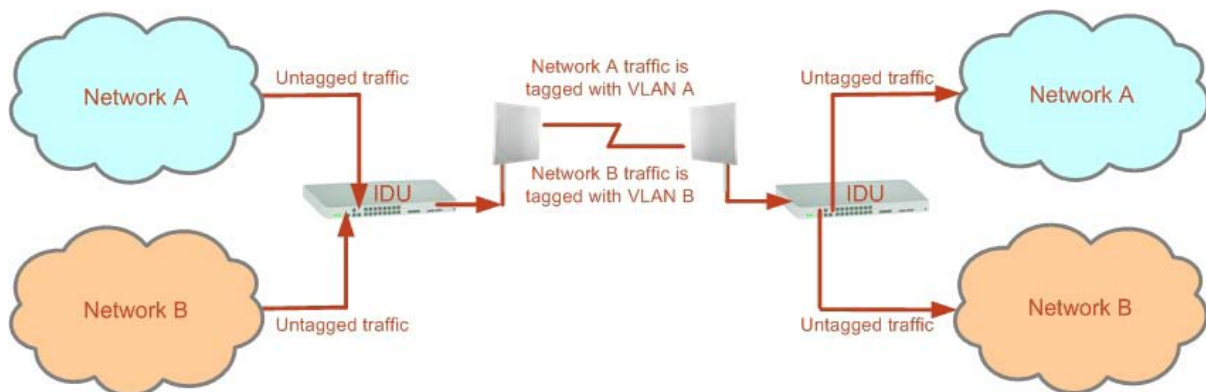 Network A
Untagged traffic
Network A traffic is
tagged with VLAN A
Untagged traffic
Network A
IDU
Network B traffic is
tagged with VLAN B
IDU
Network B
Untagged traffic
Untagged traffic
Network B